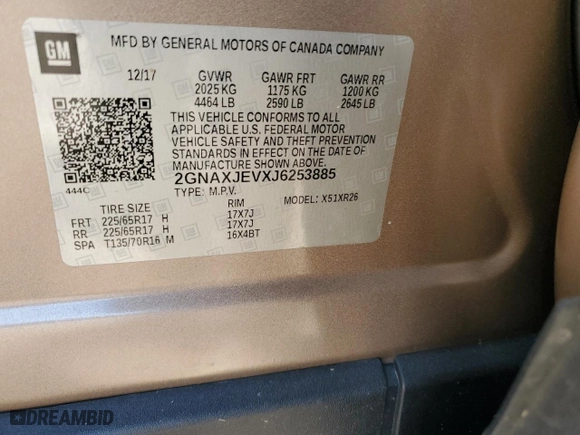 GM
MFD BY GENERAL MOTORS OF CANADA COMPANY
12/17 GVWR GAWR FRT GAWR RR
2025 KG 1175 KG 1200 KG
4464 LB 2590 LB 2645 LB
THIS VEHICLE CONFORMS TO ALL
APPLICABLE U.S. FEDERAL MOTOR
VEHICLE SAFETY AND THEFT PREVENTION
STANDARDS IN EFFECT ON THE DATE OF
MANUFACTURE SHOWN ABOVE.
444C 2GNAXJEVXJ6253885
TYPE: M.P.V. MODEL: X51XR26
TIRE SIZE RIM
FRT 225/65R17 H 17X7J
RR 225/65R17 H 17X7J
SPA T135/70R16 M 16X4BT
DREAMBID